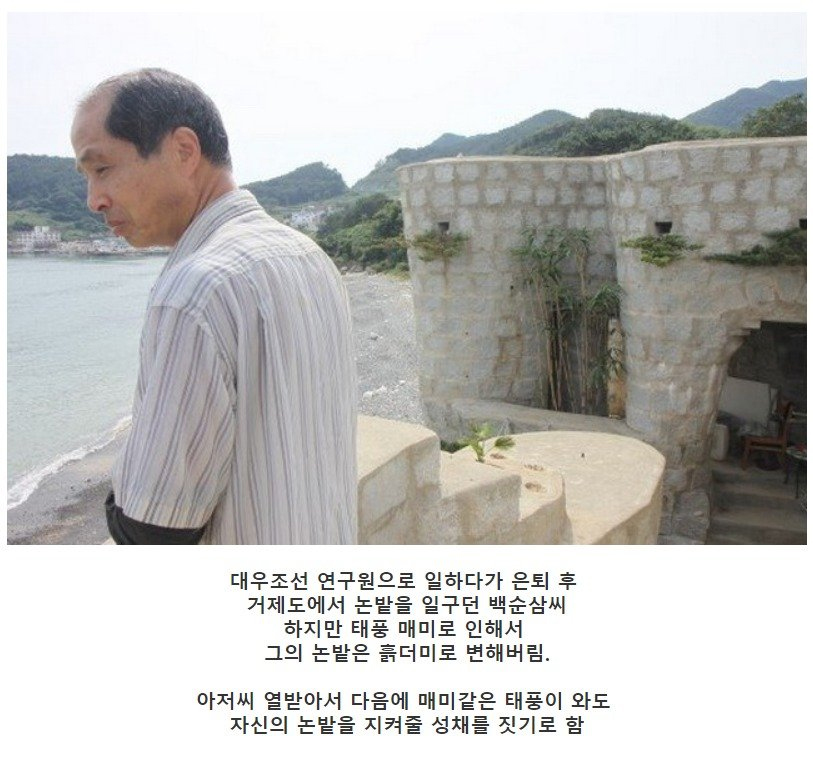 대우조선 연구원으로 일하다가 은퇴 후
거제도에서 논밭을 일구던 백순삼씨
하지만 태풍 매미로 인해서
그의 논밭은 흙더미로 변해버림.
아저씨 열받아서 다음에 매미같은 태풍이 와도
자신의 논밭을 지켜줄 성채를 짓기로 함